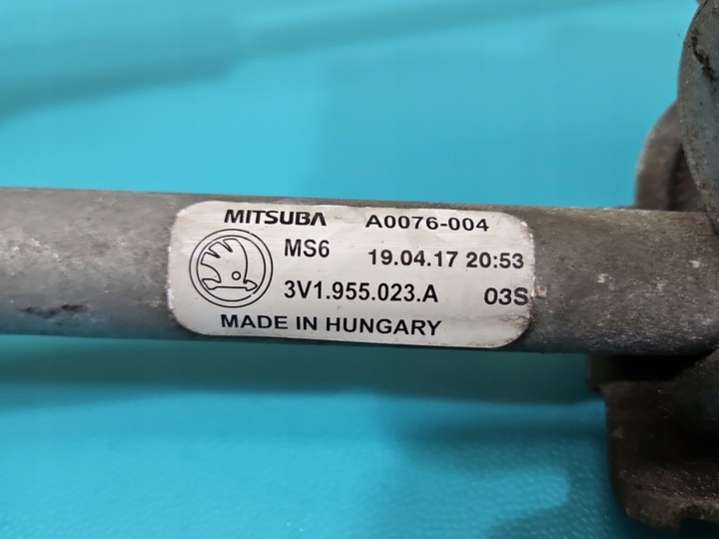 MITSUBA A0076-004
MS6 19.04.17 20:53
3V1.955.023.A 03S
MADE IN HUNGARY